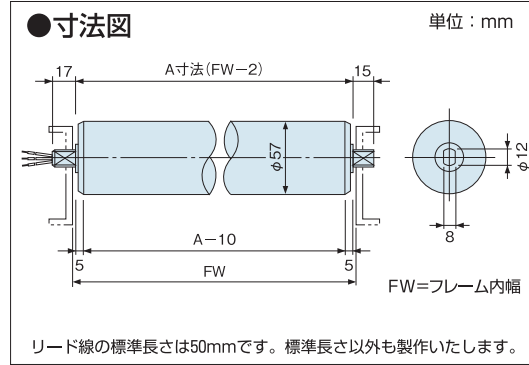 ●寸法図
単位：mm
17
A寸法(FW−2)
15
φ57
φ12
8
A−10
5
5
FW
FW=フレーム内幅
リード線の標準長さは50mmです。標準長さ以外も製作いたします。